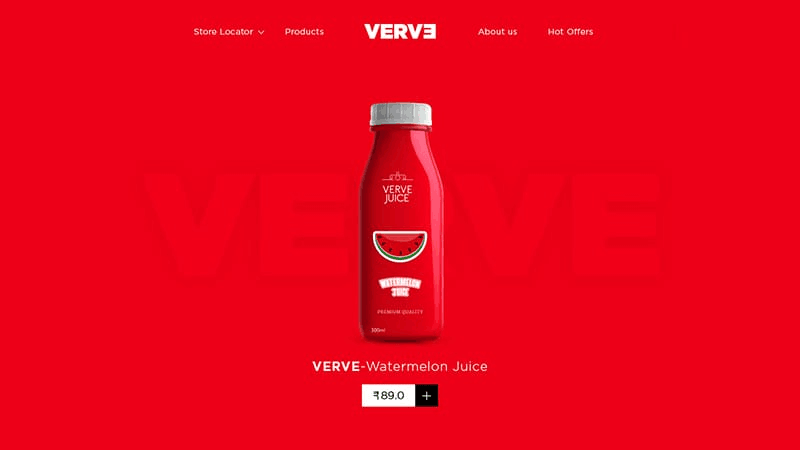 Store Locator
Products
VERVE
About us
Hot Offers
VERVE
VERVE
JUICE
WATERMELON
JUICE
PREMIUM QUALITY
300ml
VERVE-Watermelon Juice
₹89.0
+